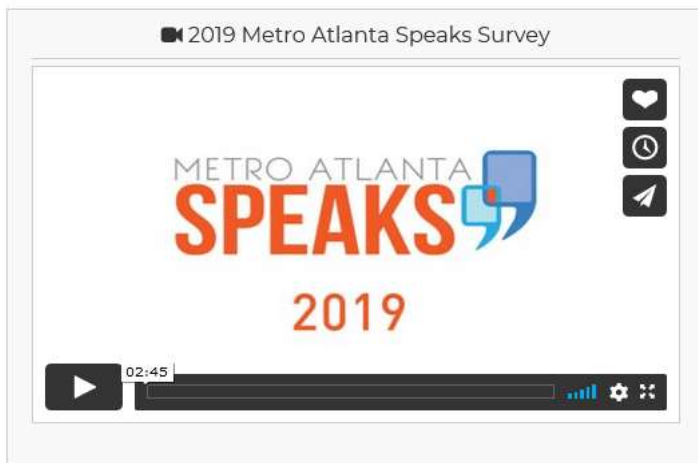 2019 Metro Atlanta Speaks Survey
METRO ATLANTA
SPEAKS
2019
02:45